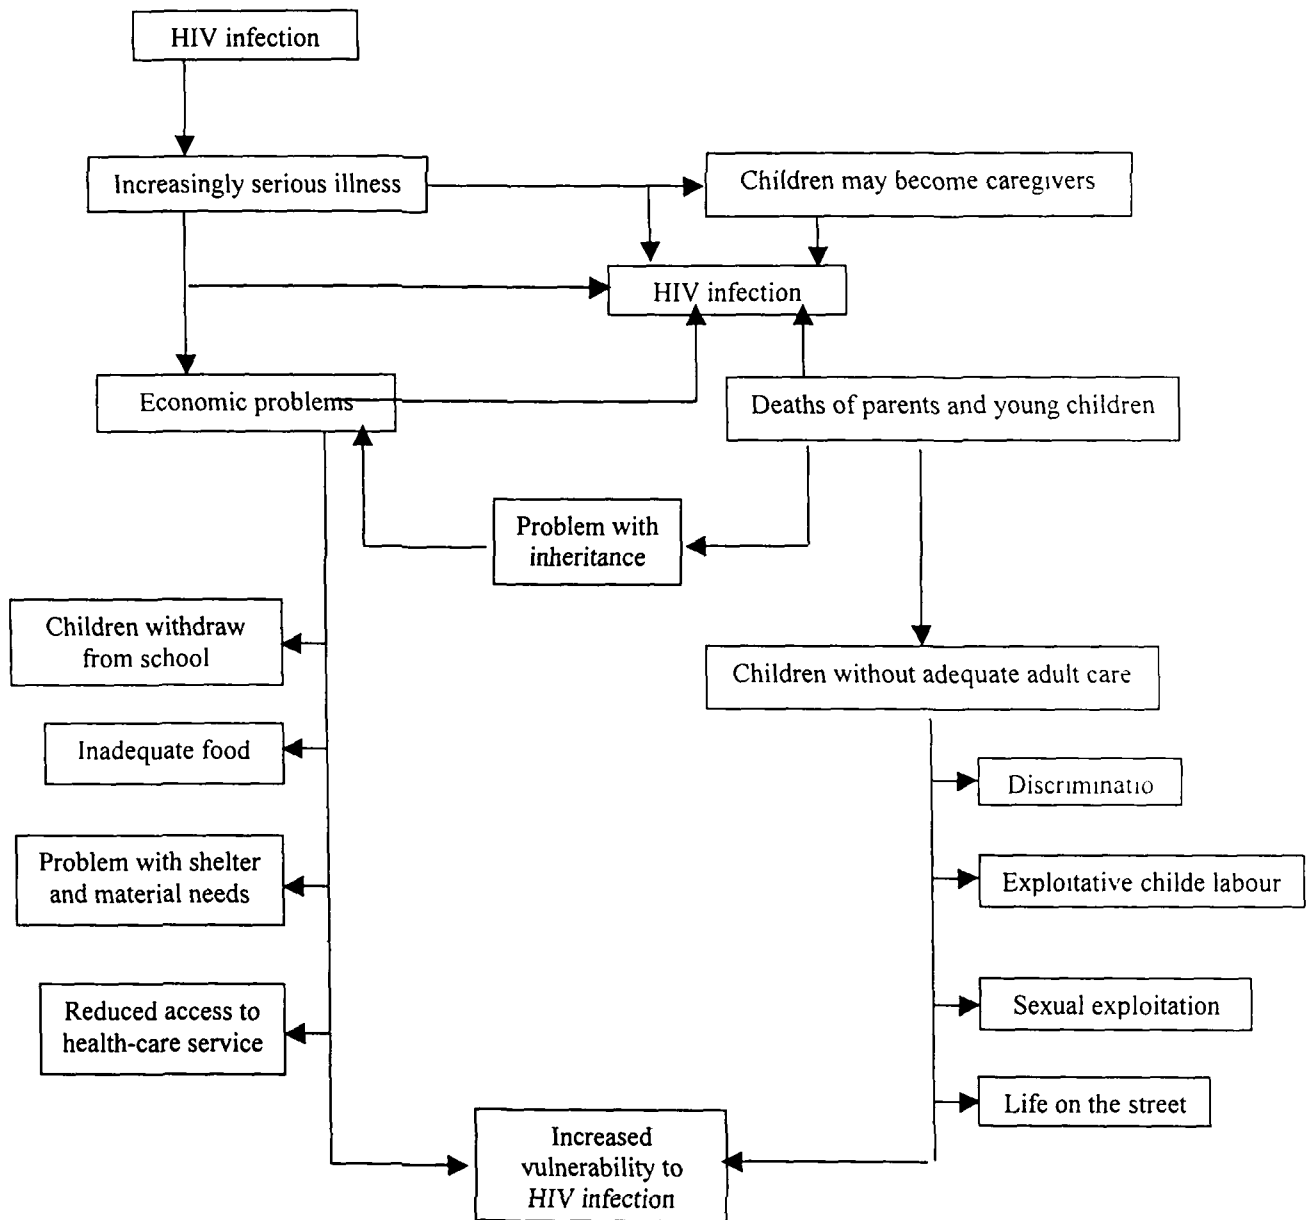 HIV infection
Increasingly serious illness
Children may become caregivers
HIV infection
Economic problems
Deaths of parents and young children
Problem with
inheritance
Children withdraw
from school
Children without adequate adult care
Inadequate food
Discriminatio
Problem with shelter
and material needs
Exploitative childe labour
Reduced access to
health-care service
Sexual exploitation
Life on the street
Increased
vulnerability to
HIV infection